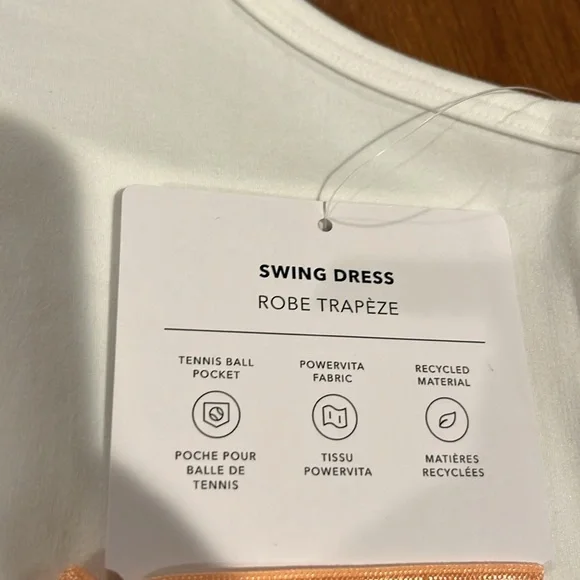 SWING DRESS
ROBE TRAPÈZE
TENNIS BALL
POCKET
POCHE POUR
BALLE DE
TENNIS
POWERVITA
FABRIC
TISSU
POWERVITA
RECYCLED
MATERIAL
MATIÈRES
RECYCLÉES